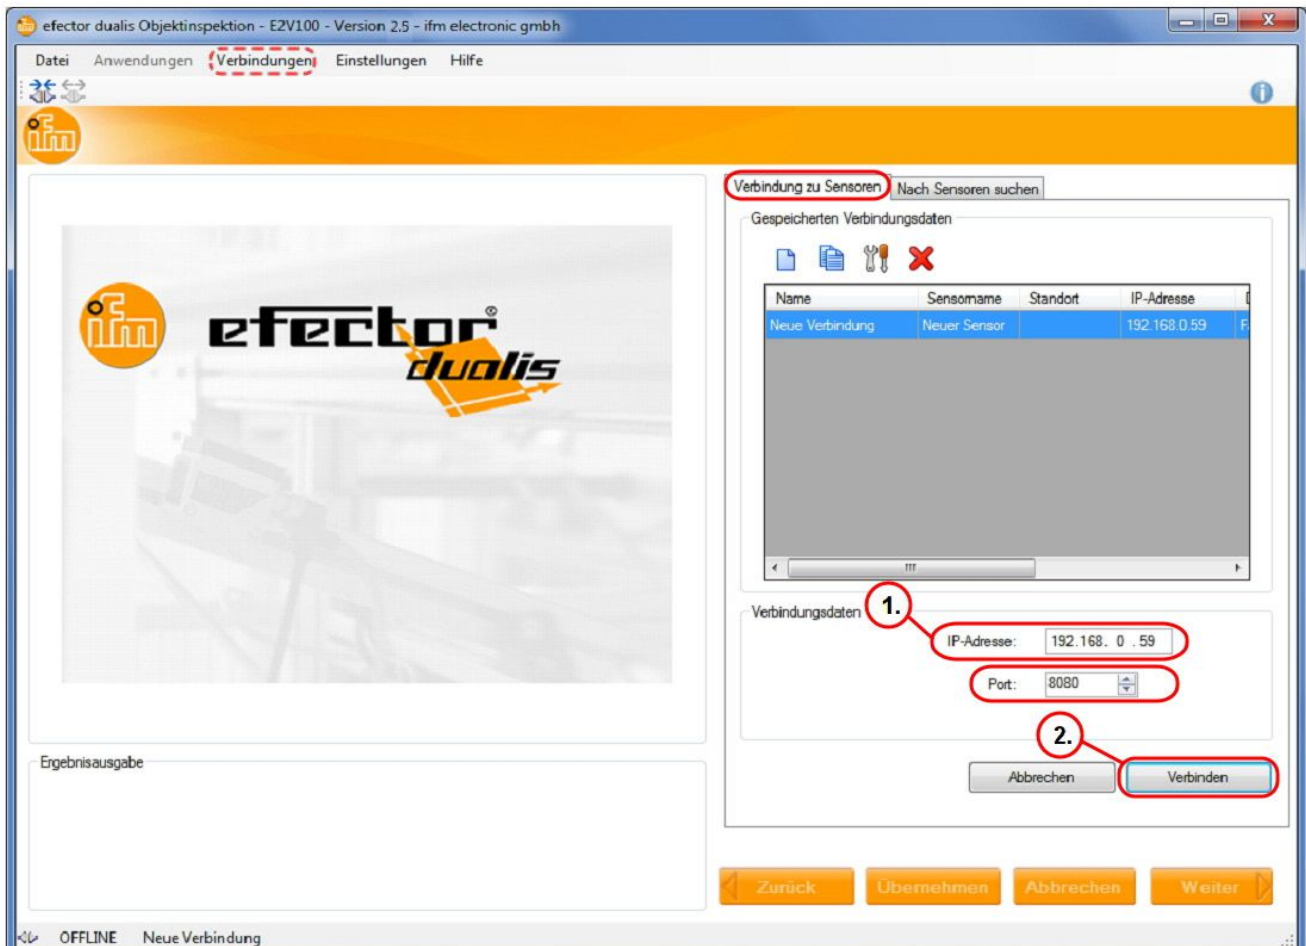 efector dualis Objektinspektion - E2V100 - Version 2.5 - ifm electronic gmbh
Datei Anwendungen Verbindungen Einstellungen Hilfe
ifm
Verbindung zu Sensoren Nach Sensoren suchen
Gespeicherten Verbindungsdaten
Name Sensorname Standort IP-Adresse
Neue Verbindung Neuer Sensor 192.168.0.59
ifm efector® dualis
Verbindungsdaten
1.
IP-Adresse: 192.168. 0 .59
Port: 8080
2.
Abbrechen Verbinden
Ergebnisausgabe
Zurück Übernehmen Abbrechen Weiter
OFFLINE Neue Verbindung